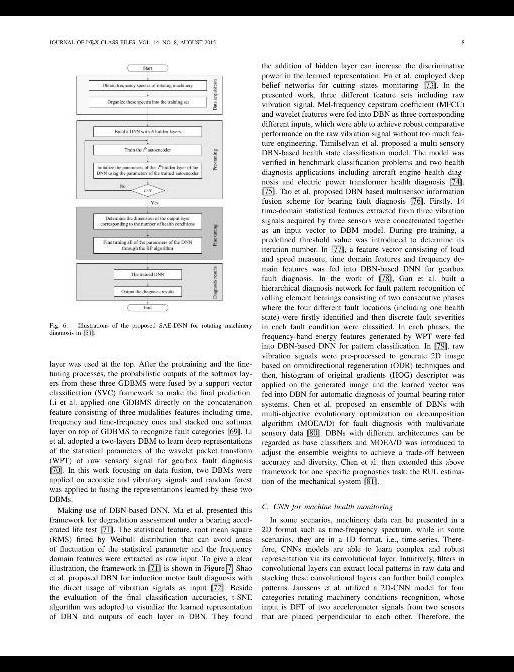 JOURNAL OF LATEX CLASS FILES, VOL. 14, NO. 8, AUGUST 2015
8
Start
Obtain frequency spectra of rotating machinery
Organize these spectra into the training set
Data acquisition
Build a DNN with N hidden layers
Train the ith autoencoder
Initialize the parameters of the ith hidden layer of the
DNN using the parameters of the trained autoencoder
No
Yes
Pre-training
Determine the dimension of the output layer
corresponding to the number of health conditions
Fine tuning all of the parameters of the DNN
through the BP algorithm
Fine tuning
The trained DNN
Output the diagnosis results
Diagnosis results
End
Fig. 6. Illustrations of the proposed SAE-DNN for rotating machinery
diagnosis in [51].
layer was used at the top. After the pretraining and the fine-
tuning processes, the probabilistic outputs of the softmax lay-
ers from these three GDBMS were fused by a support vector
classification (SVC) framework to make the final prediction.
Li et al. applied one GDBMS directly on the concatenation
feature consisting of three modalities features including time,
frequency and time-frequency ones and stacked one softmax
layer on top of GDBMS to recognize fault categories [69]. Li
et al. adopted a two-layers DBM to learn deep representations
of the statistical parameters of the wavelet packet transform
(WPT) of raw sensory signal for gearbox fault diagnosis
[70]. In this work focusing on data fusion, two DBMs were
applied on acoustic and vibratory signals and random forest
was applied to fusing the representations learned by these two
DBMs.
Making use of DBN-based DNN, Ma et al. presented this
framework for degradation assessment under a bearing accel-
erated life test [71]. The statistical feature, root mean square
(RMS) fitted by Weibull distribution that can avoid areas
of fluctuation of the statistical parameter and the frequency
domain features were extracted as raw input. To give a clear
illustration, the framework in [71] is shown in Figure 7. Shao
et al. proposed DBN for induction motor fault diagnosis with
the direct usage of vibration signals as input [72]. Beside
the evaluation of the final classification accuracies, t-SNE
algorithm was adopted to visualize the learned representation
of DBN and outputs of each layer in DBN. They found
the addition of hidden layer can increase the discriminative
power in the learned representation. Fu et al. employed deep
belief networks for cutting states monitoring [73]. In the
presented work, three different feature sets including raw
vibration signal, Mel-frequency cepstrum coefficient (MFCC)
and wavelet features were fed into DBN as three corresponding
different inputs, which were able to achieve robust comparative
performance on the raw vibration signal without too much fea-
ture engineering. Tamilselvan et al. proposed a multi-sensory
DBN-based health state classification model. The model was
verified in benchmark classification problems and two health
diagnosis applications including aircraft engine health diag-
nosis and electric power transformer health diagnosis [74],
[75]. Tao et al. proposed DBN based multisensor information
fusion scheme for bearing fault diagnosis [76]. Firstly, 14
time-domain statistical features extracted from three vibration
signals acquired by three sensors were concatenated together
as an input vector to DBM model. During pre-training, a
predefined threshold value was introduced to determine its
iteration number. In [77], a feature vector consisting of load
and speed measure, time domain features and frequency do-
main features was fed into DBN-based DNN for gearbox
fault diagnosis. In the work of [78], Gan et al. built a
hierarchical diagnosis network for fault pattern recognition of
rolling element bearings consisting of two consecutive phases
where the four different fault locations (including one health
state) were firstly identified and then discrete fault severities
in each fault condition were classified. In each phases, the
frequency-band energy features generated by WPT were fed
into DBN-based DNN for pattern classification. In [79], raw
vibration signals were pre-processed to generate 2D image
based on omnidirectional regeneration (ODR) techniques and
then, histogram of original gradients (HOG) descriptor was
applied on the generated image and the learned vector was
fed into DBN for automatic diagnosis of journal bearing rotor
systems. Chen et al. proposed an ensemble of DBNs with
multi-objective evolutionary optimization on decomposition
algorithm (MOEA/D) for fault diagnosis with multivariate
sensory data [80]. DBNs with different architectures can be
regarded as base classifiers and MOEA/D was introduced to
adjust the ensemble weights to achieve a trade-off between
accuracy and diversity. Chen et al. then extended this above
framework for one specific prognostics task: the RUL estima-
tion of the mechanical system [81].
C. CNN for machine health monitoring
In some scenarios, machinery data can be presented in a
2D format such as time-frequency spectrum, while in some
scenarios, they are in a 1D format, i.e., time-series. There-
fore, CNNs models are able to learn complex and robust
representation via its convolutional layer. Intuitively, filters in
convolutional layers can extract local patterns in raw data and
stacking these convolutional layers can further build complex
patterns. Janssens et al. utilized a 2D-CNN model for four
categories rotating machinery conditions recognition, whose
input is DFT of two accelerometer signals from two sensors
that are placed perpendicular to each other. Therefore, the